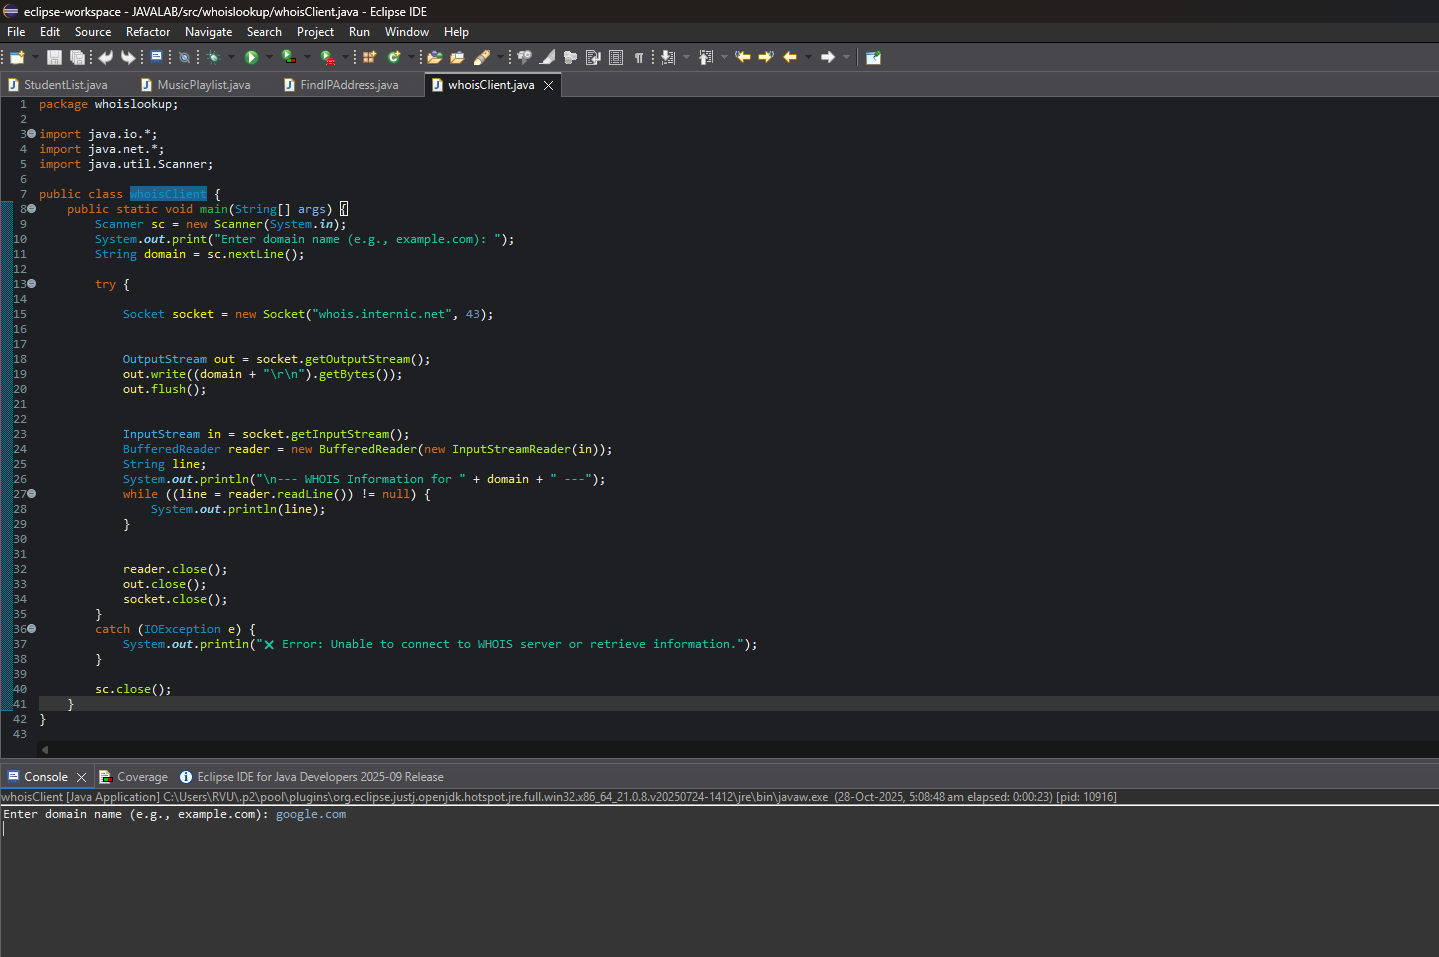 eclipse-workspace - JAVALAB/src/whoislookup/whoisClient.java - Eclipse IDE
File Edit Source Refactor Navigate Search Project Run Window Help
StudentList.java MusicPlaylist.java FindIPAddress.java whoisClient.java
1 package whoislookup;
2
3 import java.io.*;
4 import java.net.*;
5 import java.util.Scanner;
6
7 public class whoisClient {
8     public static void main(String[] args) {
9         Scanner sc = new Scanner(System.in);
10         System.out.print("Enter domain name (e.g., example.com): ");
11         String domain = sc.nextLine();
12
13         try {
14
15             Socket socket = new Socket("whois.internic.net", 43);
16
17
18             OutputStream out = socket.getOutputStream();
19             out.write((domain + "\r\n").getBytes());
20             out.flush();
21
22
23             InputStream in = socket.getInputStream();
24             BufferedReader reader = new BufferedReader(new InputStreamReader(in));
25             String line;
26             System.out.println("\n--- WHOIS Information for " + domain + " ---");
27             while ((line = reader.readLine()) != null) {
28                 System.out.println(line);
29             }
30
31
32             reader.close();
33             out.close();
34             socket.close();
35         }
36         catch (IOException e) {
37             System.out.println("❌ Error: Unable to connect to WHOIS server or retrieve information.");
38         }
39
40         sc.close();
41     }
42 }
43
Console Coverage Eclipse IDE for Java Developers 2025-09 Release
whoisClient [Java Application] C:\Users\RVU\.p2\pool\plugins\org.eclipse.justj.openjdk.hotspot.jre.full.win32.x86_64_21.0.8.v20250724-1412\jre\bin\javaw.exe (28-Oct-2025, 5:08:48 am elapsed: 0:00:23) [pid: 10916]
Enter domain name (e.g., example.com): google.com